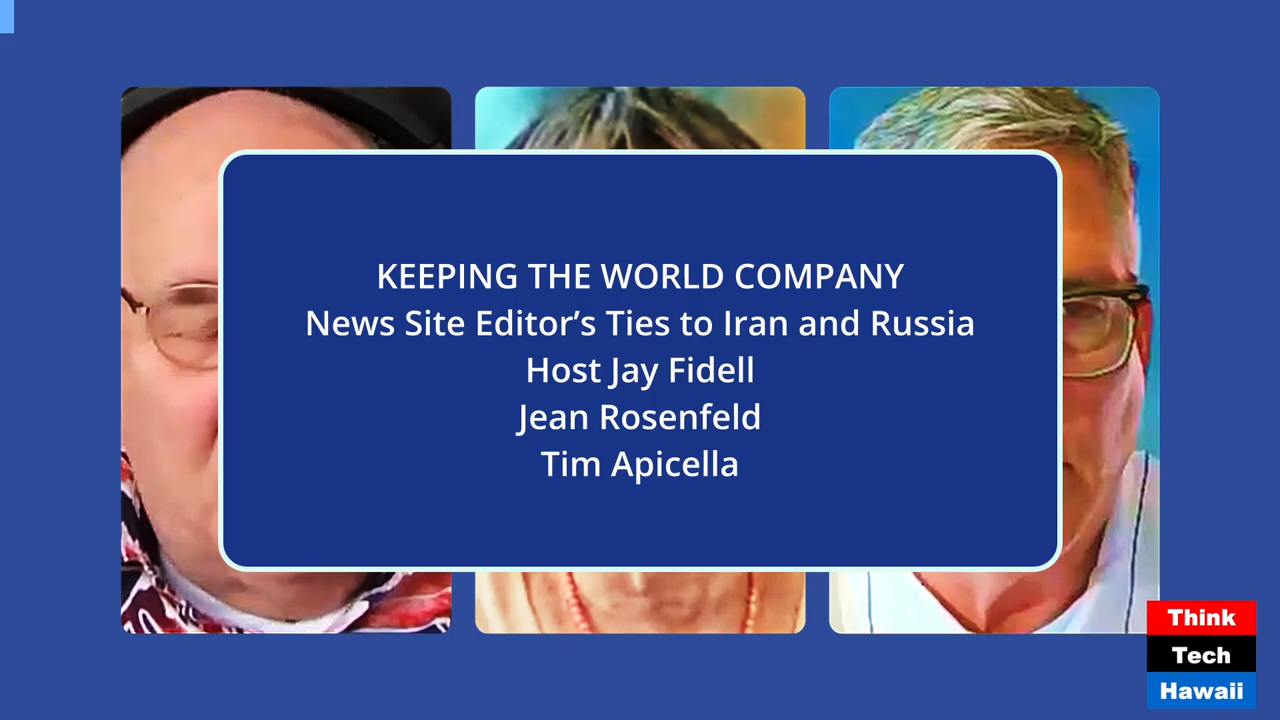 KEEPING THE WORLD COMPANY
News Site Editor’s Ties to Iran and Russia
Host Jay Fidell
Jean Rosenfeld
Tim Apicella
Think
Tech
Hawaii